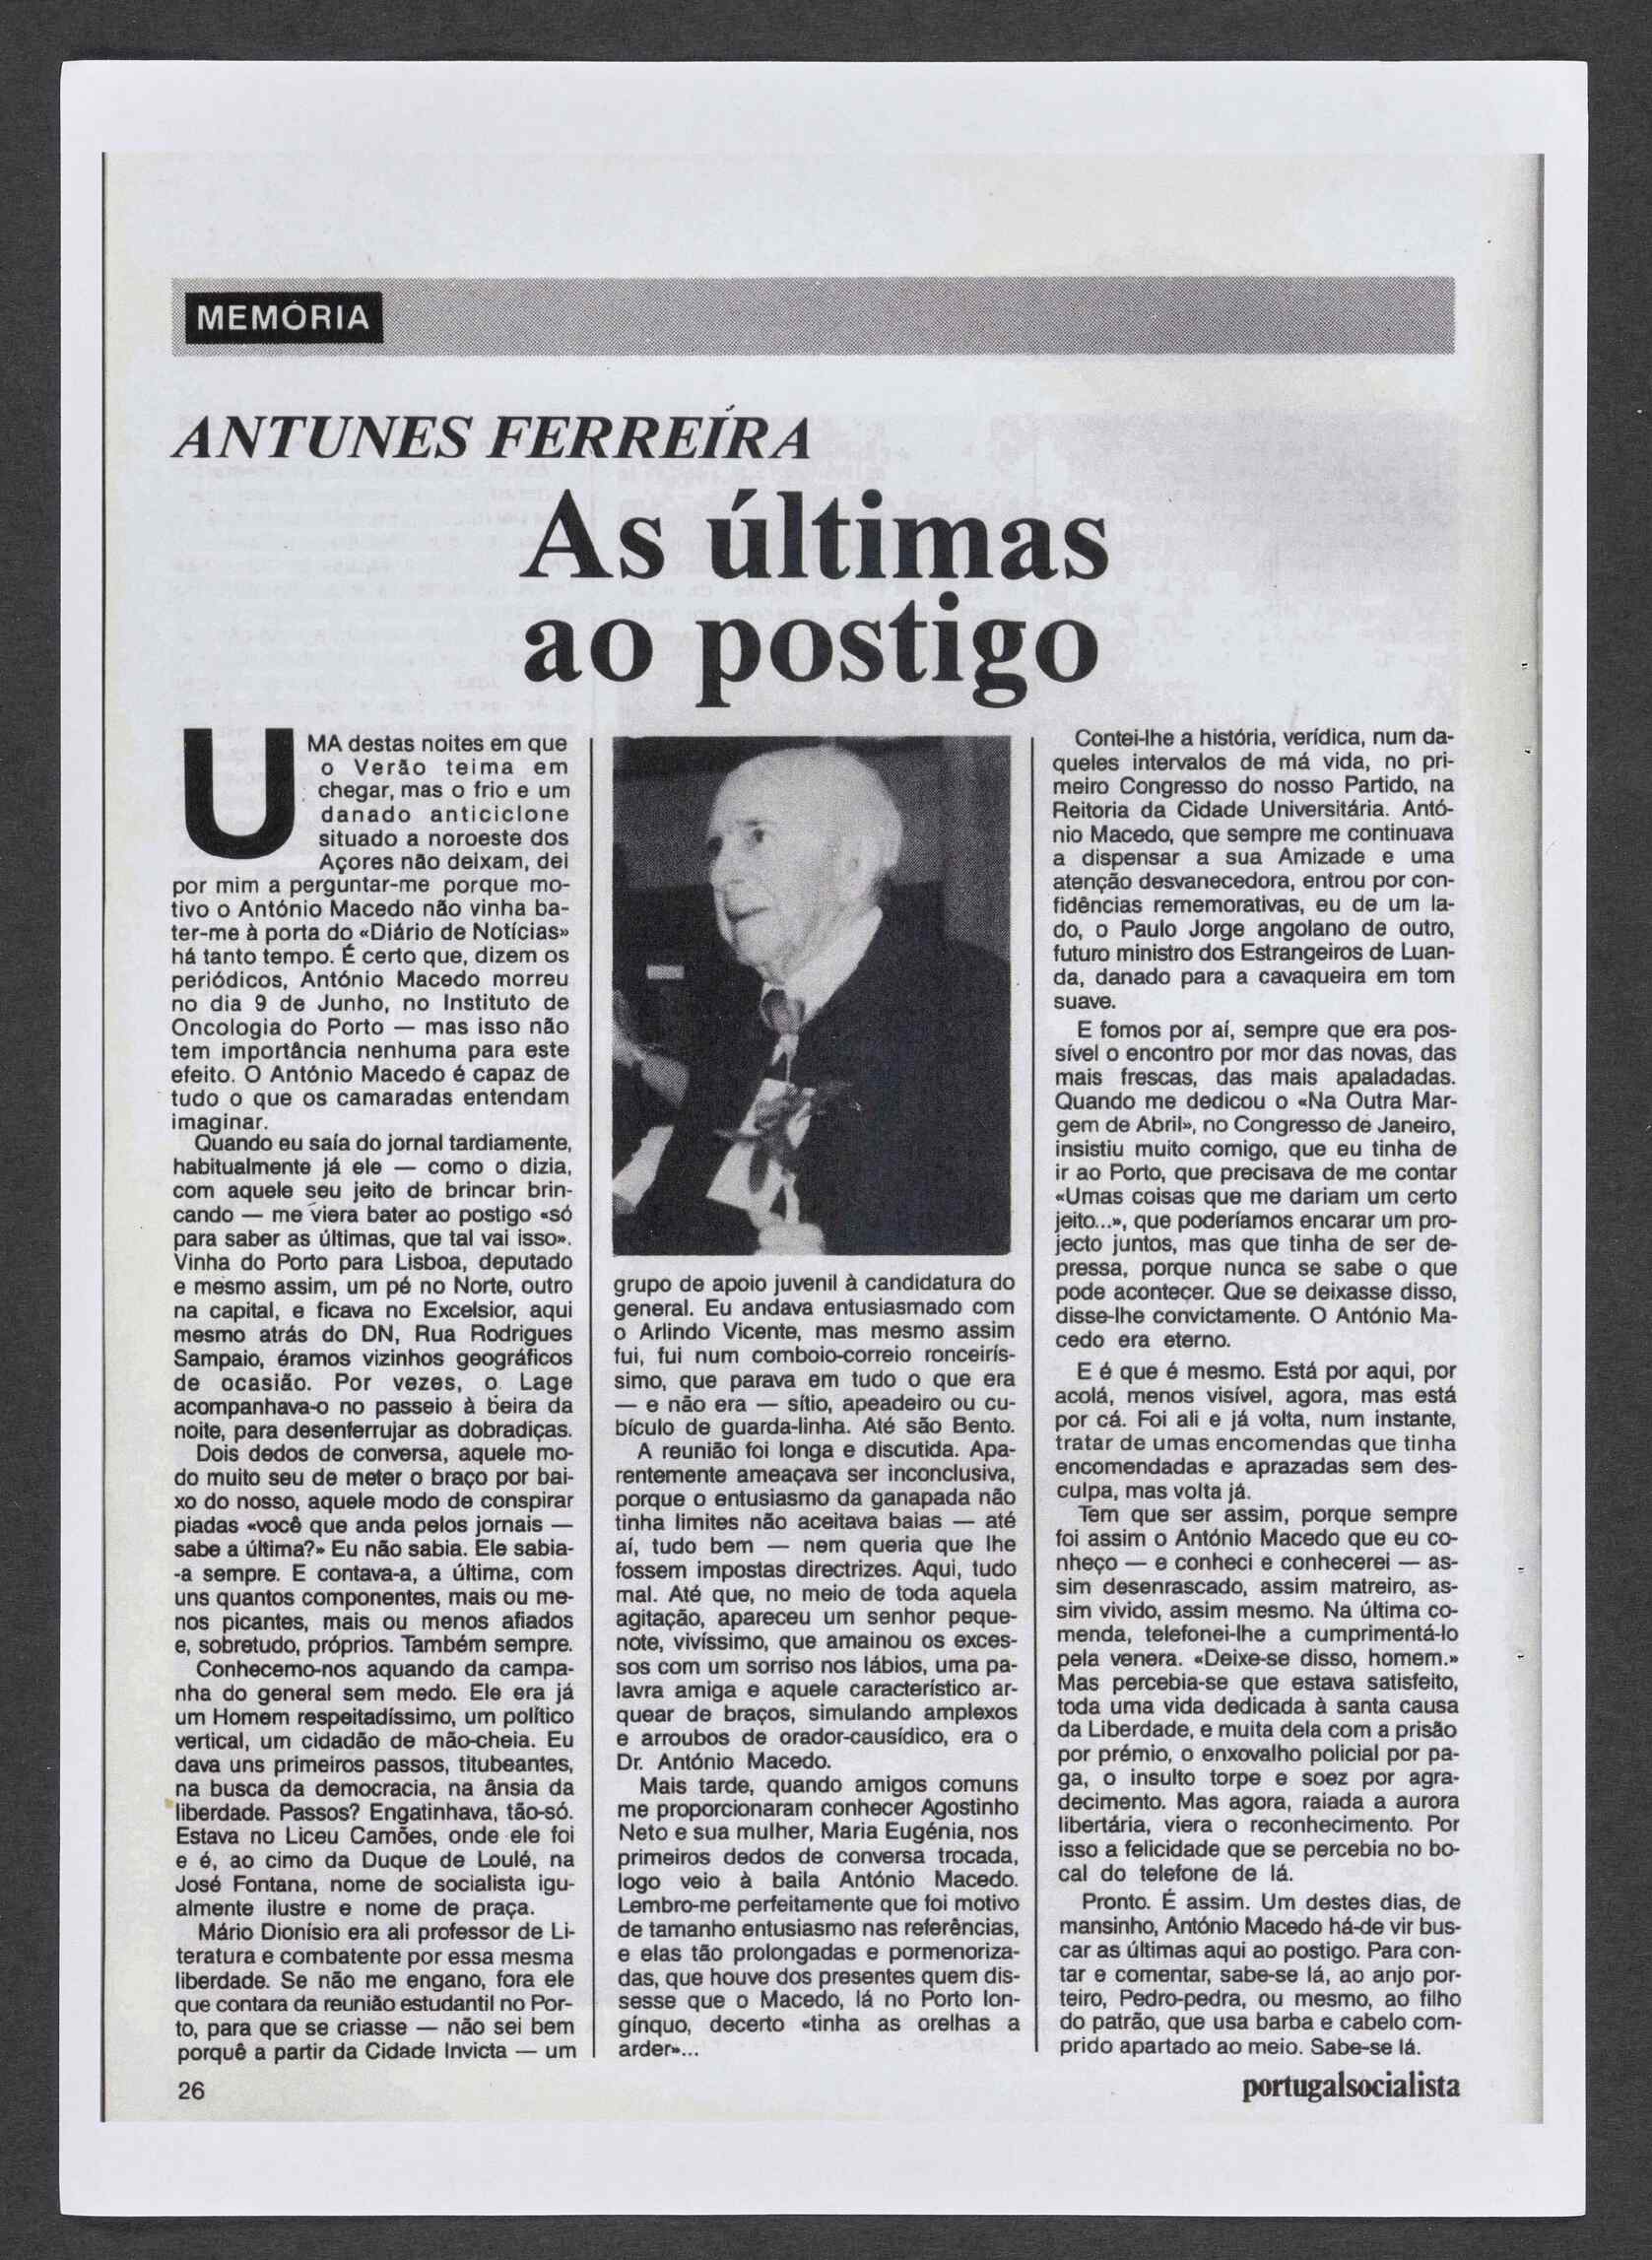 MEMÓRIA
ANTUNES FERREÍRA
As últimas
ao postigo
UMA destas noites em que
o Verão teima em
chegar, mas o frio e um
danado anticiclone
situado a noroeste dos
Açores não deixam, dei
por mim a perguntar-me porque mo-
tivo o António Macedo não vinha ba-
ter-me à porta do «Diário de Notícias»
há tanto tempo. É certo que, dizem os
periódicos, António Macedo morreu
no dia 9 de Junho, no Instituto de
Oncologia do Porto — mas isso não
tem importância nenhuma para este
efeito. O António Macedo é capaz de
tudo o que os camaradas entendam
imaginar.
Quando eu saía do jornal tardiamente,
habitualmente já ele — como o dizia,
com aquele seu jeito de brincar brin-
cando — me viera bater ao postigo «só
para saber as últimas, que tal vai isso».
Vinha do Porto para Lisboa, deputado
e mesmo assim, um pé no Norte, outro
na capital, e ficava no Excelsior, aqui
mesmo atrás do DN, Rua Rodrigues
Sampaio, éramos vizinhos geográficos
de ocasião. Por vezes, o Lage
acompanhava-o no passeio à beira da
noite, para desenferrujar as dobradiças.
Dois dedos de conversa, aquele mo-
do muito seu de meter o braço por bai-
xo do nosso, aquele modo de conspirar
piadas «você que anda pelos jornais —
sabe a última?» Eu não sabia. Ele sabia-
-a sempre. E contava-a, a última, com
uns quantos componentes, mais ou me-
nos picantes, mais ou menos afiados
e, sobretudo, próprios. Também sempre.
Conhecemo-nos aquando da campa-
nha do general sem medo. Ele era já
um Homem respeitadíssimo, um político
vertical, um cidadão de mão-cheia. Eu
dava uns primeiros passos, titubeantes,
na busca da democracia, na ânsia da
liberdade. Passos? Engatinhava, tão-só.
Estava no Liceu Camões, onde ele foi
e é, ao cimo da Duque de Loulé, na
José Fontana, nome de socialista igu-
almente ilustre e nome de praça.
Mário Dionísio era ali professor de Li-
teratura e combatente por essa mesma
liberdade. Se não me engano, fora ele
que contara da reunião estudantil no Por-
to, para que se criasse — não sei bem
porquê a partir da Cidade Invicta — um
grupo de apoio juvenil à candidatura do
general. Eu andava entusiasmado com
o Arlindo Vicente, mas mesmo assim
fui, fui num comboio-correio ronceirís-
simo, que parava em tudo o que era
— e não era — sítio, apeadeiro ou cu-
bículo de guarda-linha. Até são Bento.
A reunião foi longa e discutida. Apa-
rentemente ameaçava ser inconclusiva,
porque o entusiasmo da ganapada não
tinha limites não aceitava baias — até
aí, tudo bem — nem queria que lhe
fossem impostas directrizes. Aqui, tudo
mal. Até que, no meio de toda aquela
agitação, apareceu um senhor peque-
note, vivíssimo, que amainou os exces-
sos com um sorriso nos lábios, uma pa-
lavra amiga e aquele característico ar-
quear de braços, simulando amplexos
e arroubos de orador-causídico, era o
Dr. António Macedo.
Mais tarde, quando amigos comuns
me proporcionaram conhecer Agostinho
Neto e sua mulher, Maria Eugénia, nos
primeiros dedos de conversa trocada,
logo veio à baila António Macedo.
Lembro-me perfeitamente que foi motivo
de tamanho entusiasmo nas referências,
e elas tão prolongadas e pormenoriza-
das, que houve dos presentes quem dis-
sesse que o Macedo, lá no Porto lon-
gínquo, decerto «tinha as orelhas a
arder»...
Contei-lhe a história, verídica, num da-
queles intervalos de má vida, no pri-
meiro Congresso do nosso Partido, na
Reitoria da Cidade Universitária. Antó-
nio Macedo, que sempre me continuava
a dispensar a sua Amizade e uma
atenção desvanecedora, entrou por con-
fidências rememorativas, eu de um la-
do, o Paulo Jorge angolano de outro,
futuro ministro dos Estrangeiros de Luan-
da, danado para a cavaqueira em tom
suave.
E fomos por aí, sempre que era pos-
sível o encontro por mor das novas, das
mais frescas, das mais apaladadas.
Quando me dedicou o «Na Outra Mar-
gem de Abril», no Congresso de Janeiro,
insistiu muito comigo, que eu tinha de
ir ao Porto, que precisava de me contar
«Umas coisas que me dariam um certo
jeito...», que poderíamos encarar um pro-
jecto juntos, mas que tinha de ser de-
pressa, porque nunca se sabe o que
pode acontecer. Que se deixasse disso,
disse-lhe convictamente. O António Ma-
cedo era eterno.
E é que é mesmo. Está por aqui, por
acolá, menos visível, agora, mas está
por cá. Foi ali e já volta, num instante,
tratar de umas encomendas que tinha
encomendadas e aprazadas sem des-
culpa, mas volta já.
Tem que ser assim, porque sempre
foi assim o António Macedo que eu co-
nheço — e conheci e conhecerei — as-
sim desenrascado, assim matreiro, as-
sim vivido, assim mesmo. Na última co-
menda, telefonei-lhe a cumprimentá-lo
pela venera. «Deixe-se disso, homem.»
Mas percebia-se que estava satisfeito,
toda uma vida dedicada à santa causa
da Liberdade, e muita dela com a prisão
por prémio, o enxovalho policial por pa-
ga, o insulto torpe e soez por agra-
decimento. Mas agora, raiada a aurora
libertária, viera o reconhecimento. Por
isso a felicidade que se percebia no bo-
cal do telefone de lá.
Pronto. É assim. Um destes dias, de
mansinho, António Macedo há-de vir bus-
car as últimas aqui ao postigo. Para con-
tar e comentar, sabe-se lá, ao anjo por-
teiro, Pedro-pedra, ou mesmo, ao filho
do patrão, que usa barba e cabelo com-
prido apartado ao meio. Sabe-se lá.
26
portugalsocialista